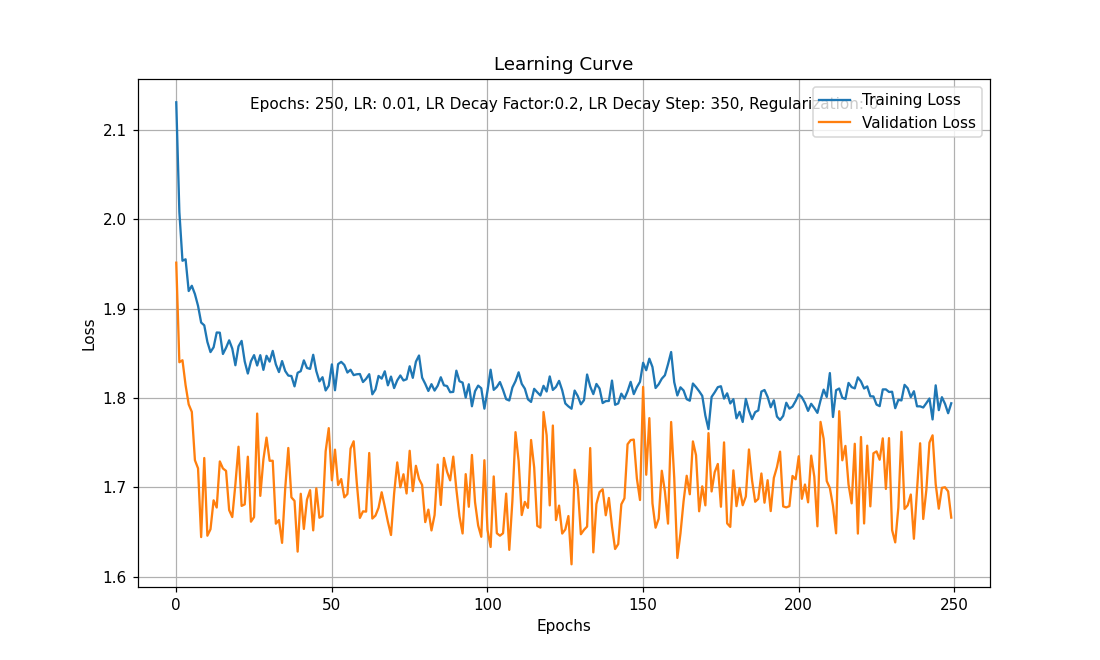 Learning Curve
Epochs: 250, LR: 0.01, LR Decay Factor:0.2, LR Decay Step: 350, Regularization: 0
Training Loss
Validation Loss
2.1
2.0
1.9
1.8
1.7
1.6
Loss
0 50 100 150 200 250
Epochs